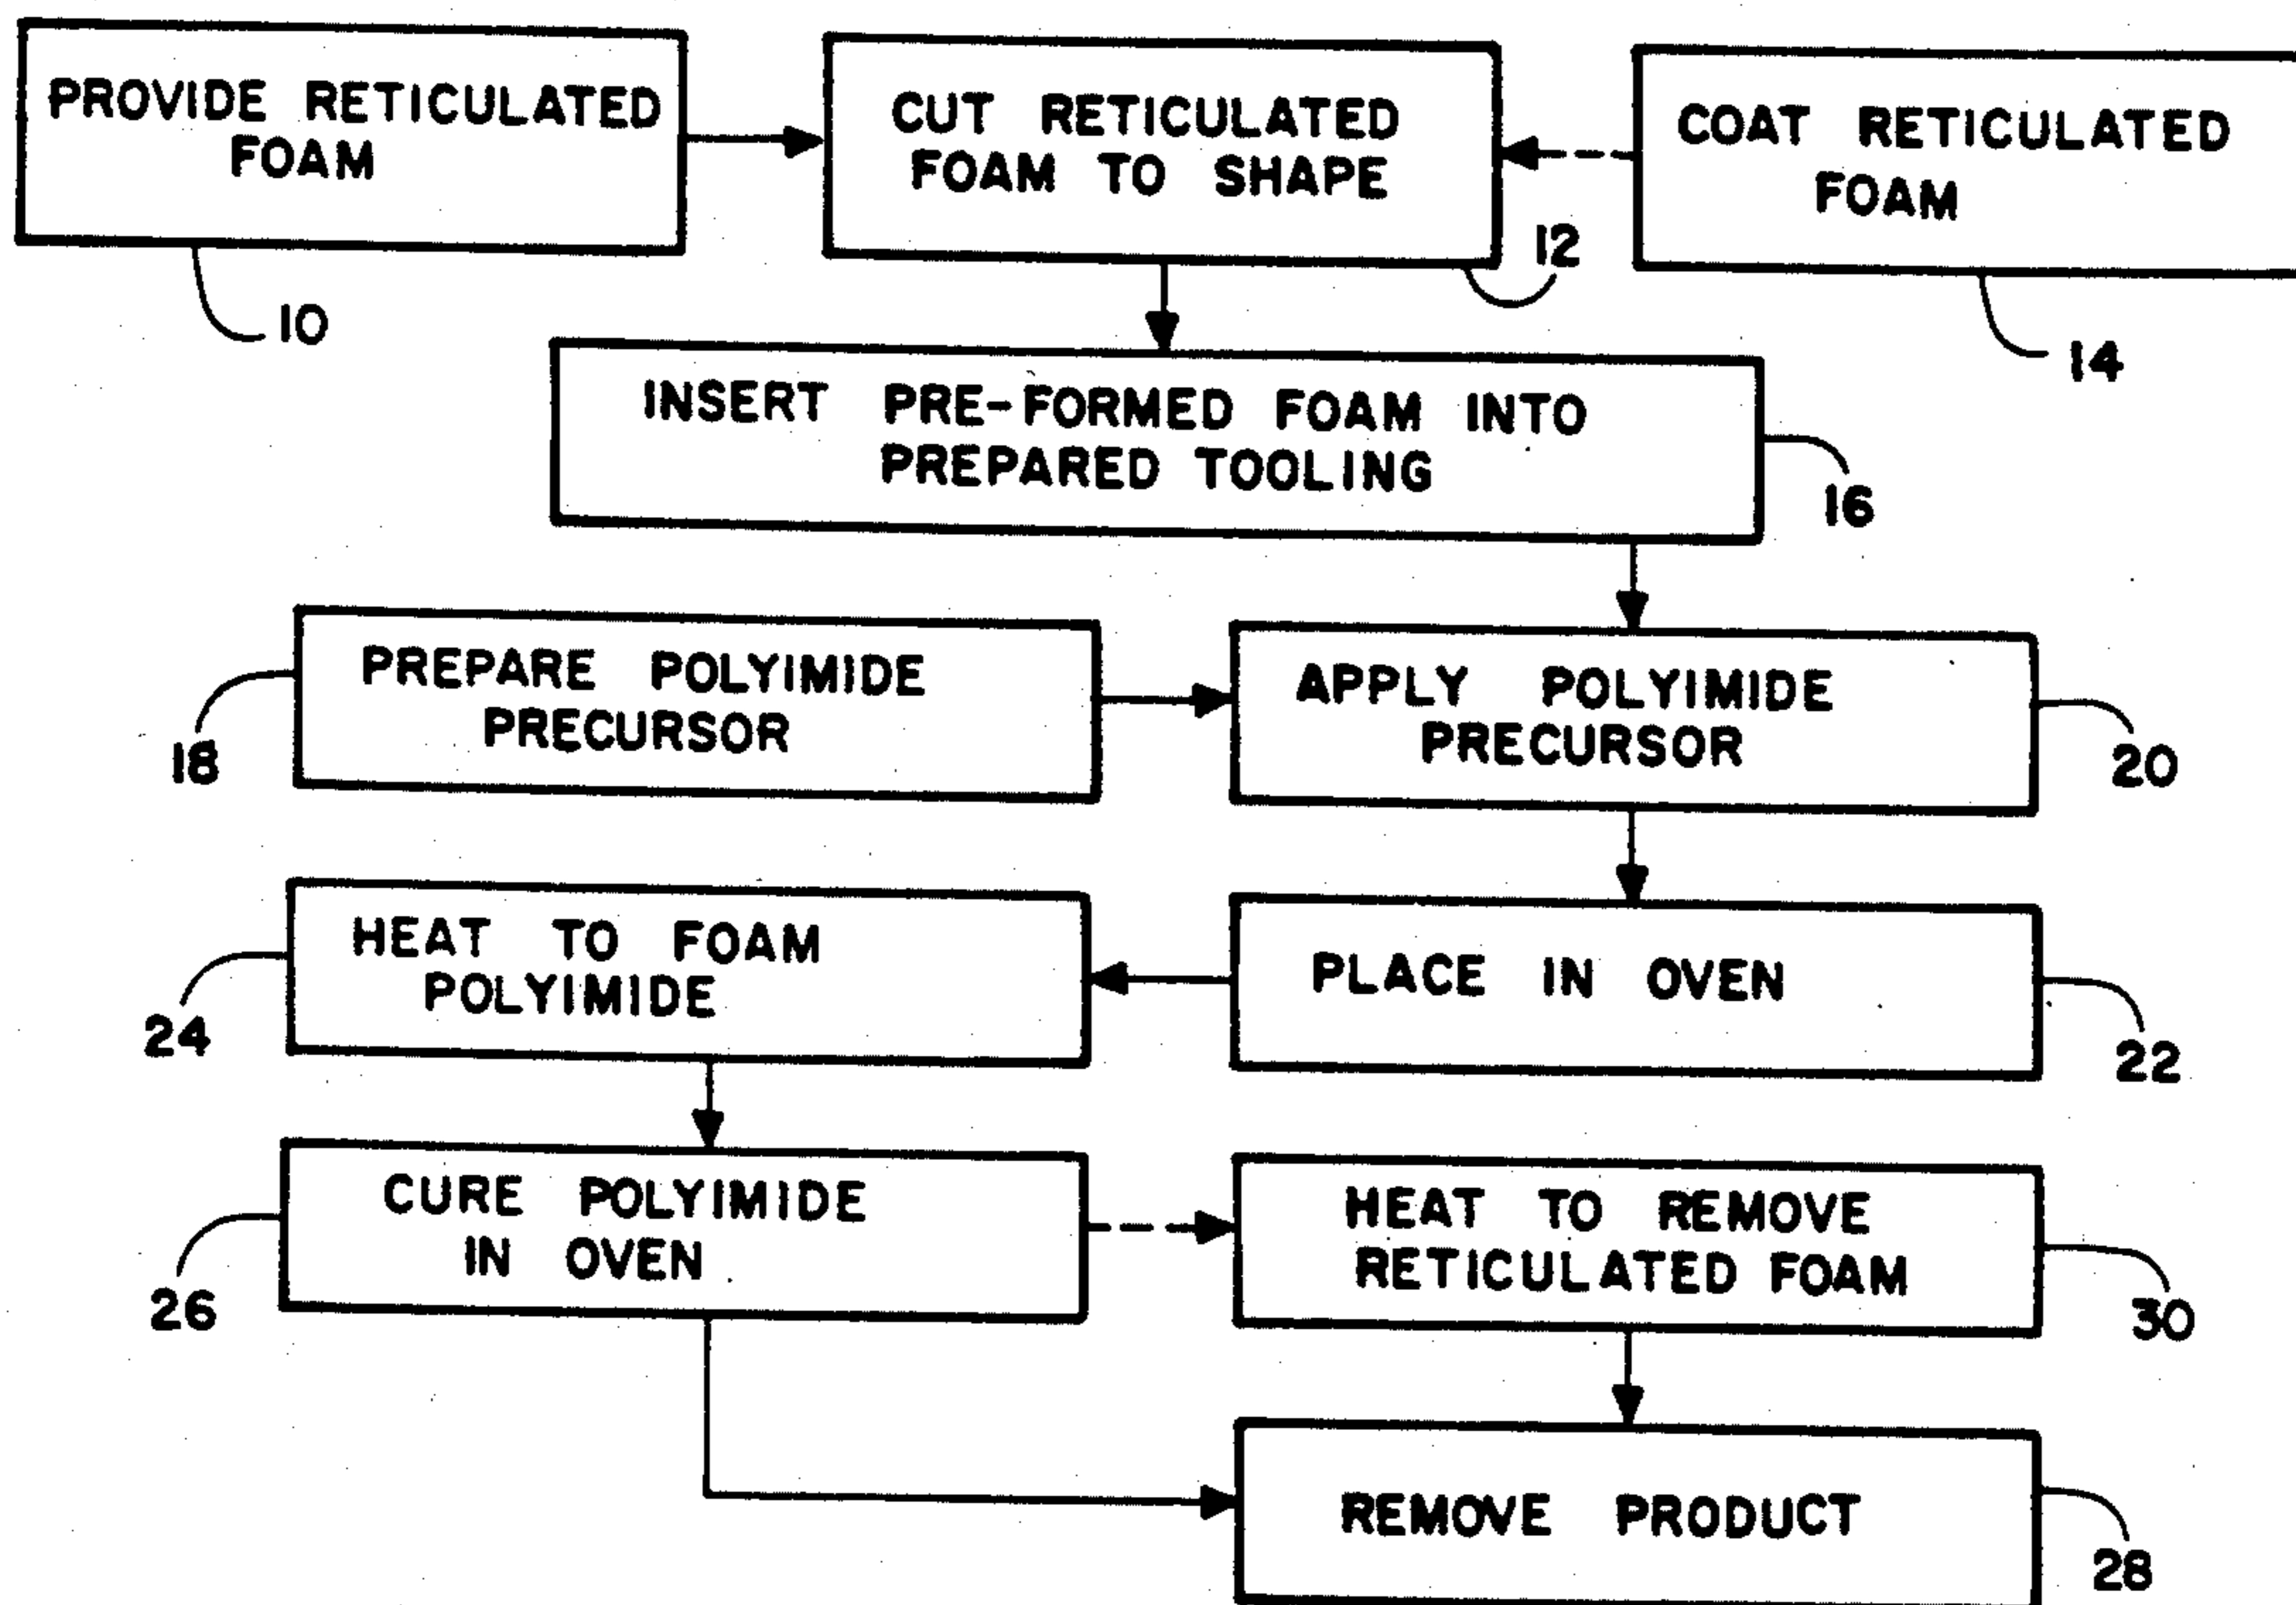 PROVIDE RETICULATED
FOAM
10
CUT RETICULATED
FOAM TO SHAPE
12
COAT RETICULATED
FOAM
14
INSERT PRE-FORMED FOAM INTO
PREPARED TOOLING
16
PREPARE POLYIMIDE
PRECURSOR
18
APPLY POLYIMIDE
PRECURSOR
20
PLACE IN OVEN
22
HEAT TO FOAM
POLYIMIDE
24
CURE POLYIMIDE
IN OVEN
26
HEAT TO REMOVE
RETICULATED FOAM
30
REMOVE PRODUCT
28